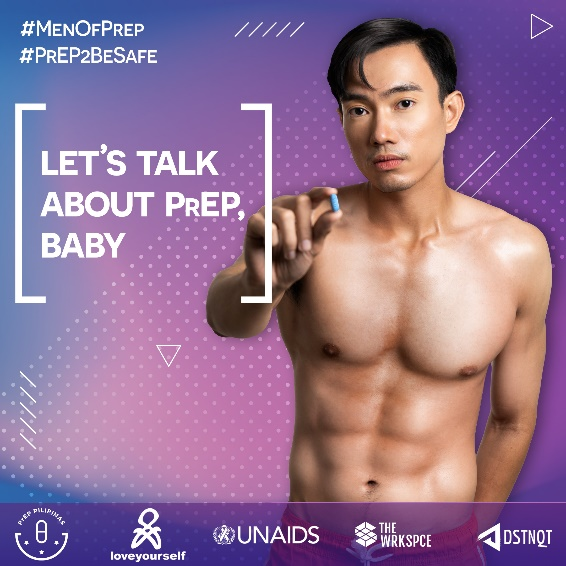 #MenOfPrep
#PrEP2BeSafe
LET'S TALK
ABOUT PrEP,
BABY
PrEP PILIPINAS
loveyourself
UNAIDS
THE
WRKSPCE
DSTNQT